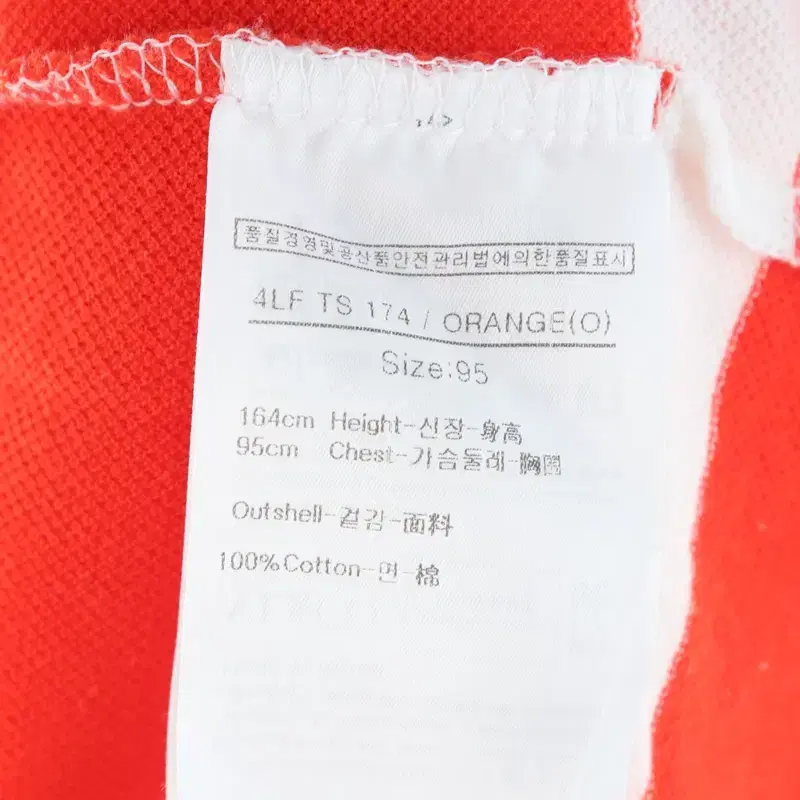 품질경영및공산품안전관리법에의한품질표시
4LF TS 174 / ORANGE(O)
Size:95
164cm Height-신장-身高
95cm Chest-가슴둘레-胸圍
Outshell-겉감-面料
100%Cotton-면-棉